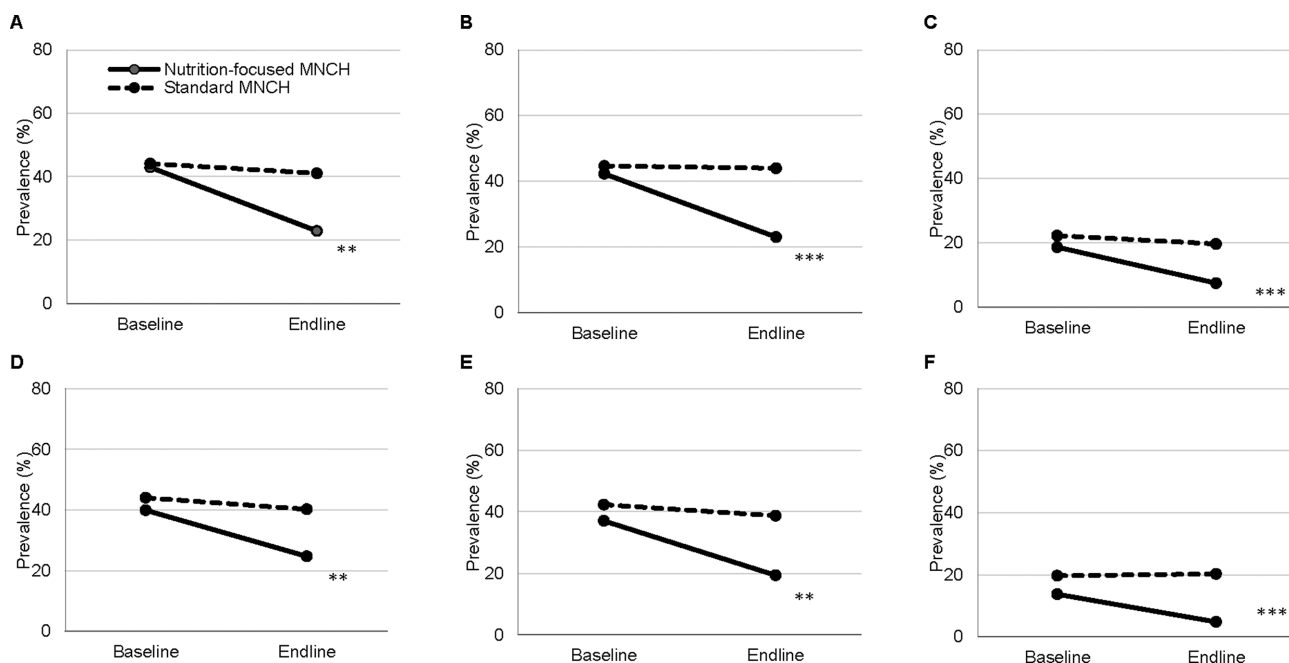 A
80
60
40
20
0
Prevalence (%)
Nutrition-focused MNCH
Standard MNCH
**
Baseline Endline
B
80
60
40
20
0
Prevalence (%)
***
Baseline Endline
C
80
60
40
20
0
Prevalence (%)
***
Baseline Endline
D
80
60
40
20
0
Prevalence (%)
**
Baseline Endline
E
80
60
40
20
0
Prevalence (%)
**
Baseline Endline
F
80
60
40
20
0
Prevalence (%)
***
Baseline Endline